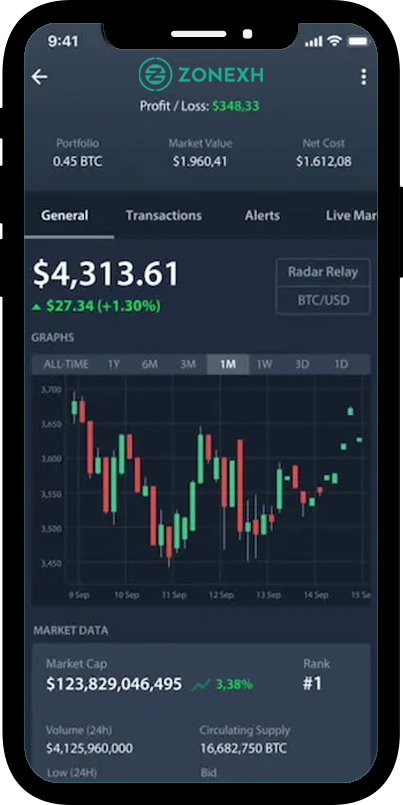 9:41
ZONEXH
Profit / Loss: $348,33
Portfolio Market Value Net Cost
0.45 BTC $1.960,41 $1.612,08
General Transactions Alerts Live Mar
$4,313.61
Radar Relay
$27.34 (+1.30%)
BTC/USD
GRAPHS
ALL-TIME 1Y 6M 3M 1M 1W 3D 1D
3,700
3,650
3,600
3,550
3,500
3,450
9 Sep 10 Sep 11 Sep 12 Sep 13 Sep 14 Sep 15 Se
MARKET DATA
Market Cap Rank
$123,829,046,495 3,38% #1
Volume (24h) Circulating Supply
$4,125,960,000 16,682,750 BTC
Low (24H) Bid